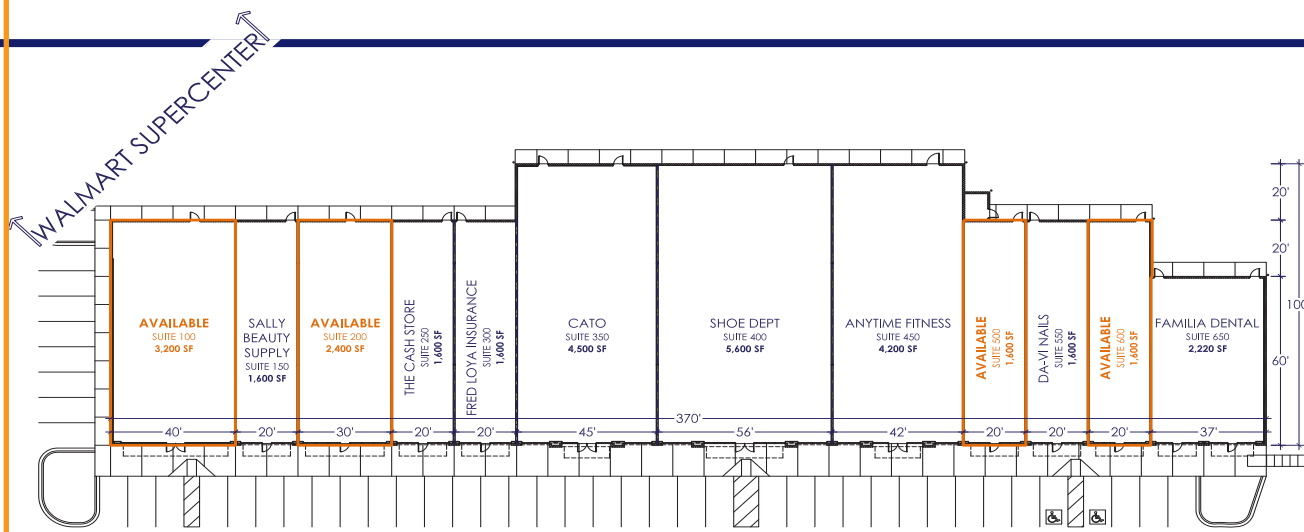 WALMART SUPERCENTER
AVAILABLE
SUITE 100
3,200 SF
SALLY
BEAUTY
SUPPLY
SUITE 150
1,600 SF
AVAILABLE
SUITE 200
2,400 SF
THE CASH STORE
SUITE 250
1,600 SF
FRED LOYA INSURANCE
SUITE 300
1,600 SF
CATO
SUITE 350
4,500 SF
SHOE DEPT
SUITE 400
5,600 SF
ANYTIME FITNESS
SUITE 450
4,200 SF
AVAILABLE
SUITE 500
1,600 SF
DA-VI NAILS
SUITE 550
1,600 SF
AVAILABLE
SUITE 600
1,600 SF
FAMILIA DENTAL
SUITE 650
2,220 SF
20'
20'
100
60'
370'
40'
20'
30'
20'
20'
45'
56'
42'
20'
20'
20'
37'